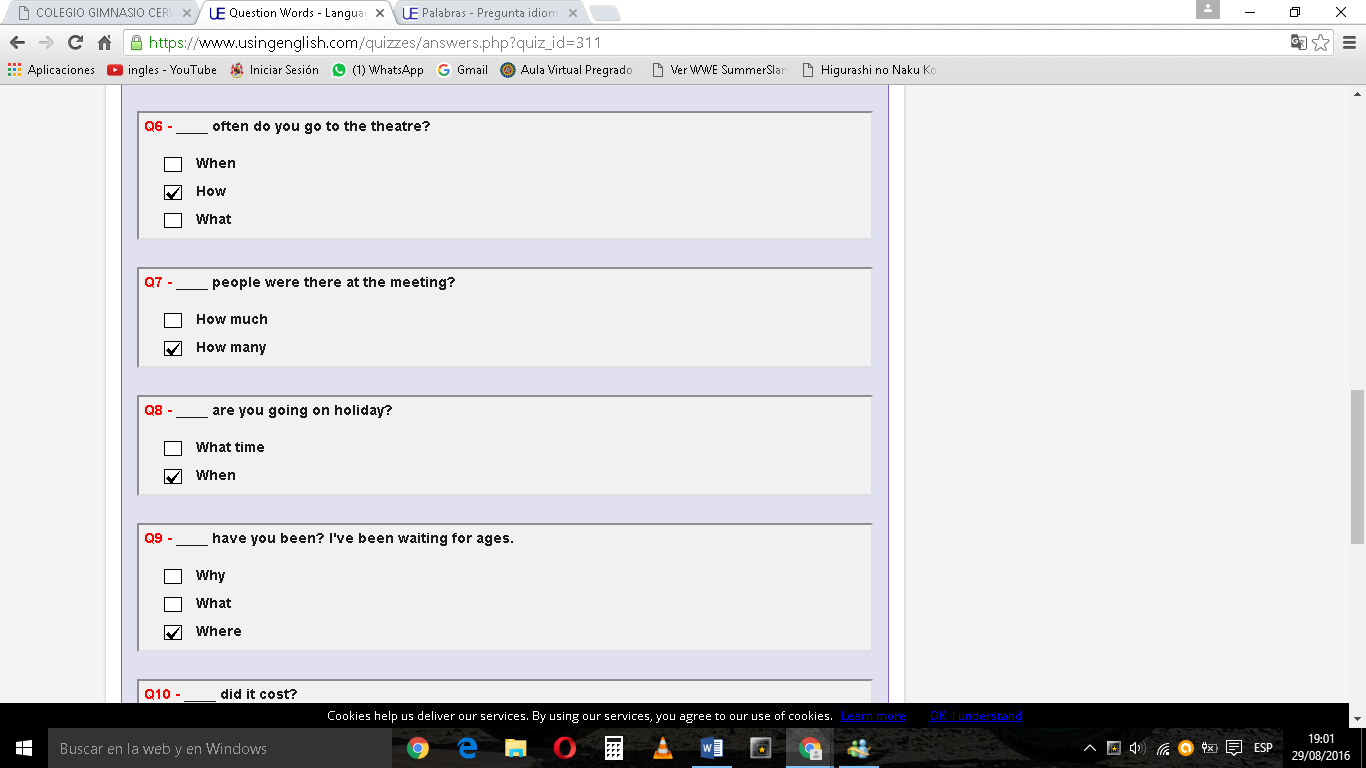 COLEGIO GIMNASIO CER
Question Words - Langua
Palabras - Pregunta idiom
https://www.usingenglish.com/quizzes/answers.php?quiz_id=311
Aplicaciones
ingles - YouTube
Iniciar Sesión
(1) WhatsApp
Gmail
Aula Virtual Pregrado
Ver WWE SummerSlan
Higurashi no Naku Ko
Q6 - ____ often do you go to the theatre?
When
How
What
Q7 - ____ people were there at the meeting?
How much
How many
Q8 - ____ are you going on holiday?
What time
When
Q9 - ____ have you been? I've been waiting for ages.
Why
What
Where
Q10 - ____ did it cost?
Cookies help us deliver our services. By using our services, you agree to our use of cookies. Learn more OK, I understand
Buscar en la web y en Windows
ESP
19:01
29/08/2016